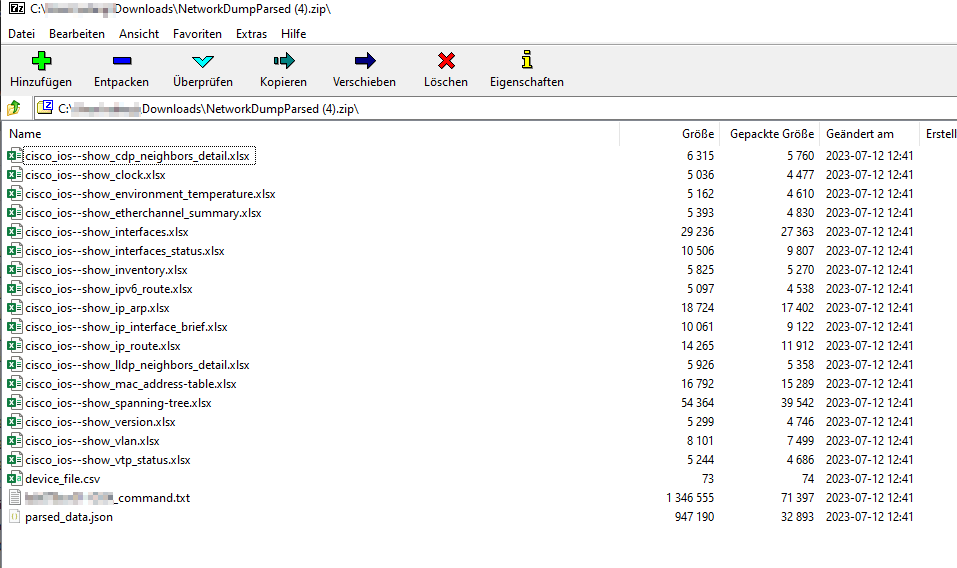 C:\ Downloads\NetworkDumpParsed (4).zip\
Datei Bearbeiten Ansicht Favoriten Extras Hilfe
Hinzufügen Entpacken Überprüfen Kopieren Verschieben Löschen Eigenschaften
C:\ Downloads\NetworkDumpParsed (4).zip\
Name Größe Gepackte Größe Geändert am Erstell
cisco_ios--show_cdp_neighbors_detail.xlsx 6 315 5 760 2023-07-12 12:41
cisco_ios--show_clock.xlsx 5 036 4 477 2023-07-12 12:41
cisco_ios--show_environment_temperature.xlsx 5 162 4 610 2023-07-12 12:41
cisco_ios--show_etherchannel_summary.xlsx 5 393 4 830 2023-07-12 12:41
cisco_ios--show_interfaces.xlsx 29 236 27 363 2023-07-12 12:41
cisco_ios--show_interfaces_status.xlsx 10 506 9 807 2023-07-12 12:41
cisco_ios--show_inventory.xlsx 5 825 5 270 2023-07-12 12:41
cisco_ios--show_ipv6_route.xlsx 5 097 4 538 2023-07-12 12:41
cisco_ios--show_ip_arp.xlsx 18 724 17 402 2023-07-12 12:41
cisco_ios--show_ip_interface_brief.xlsx 10 061 9 122 2023-07-12 12:41
cisco_ios--show_ip_route.xlsx 14 265 11 912 2023-07-12 12:41
cisco_ios--show_lldp_neighbors_detail.xlsx 5 926 5 358 2023-07-12 12:41
cisco_ios--show_mac_address-table.xlsx 16 792 15 289 2023-07-12 12:41
cisco_ios--show_spanning-tree.xlsx 54 364 39 542 2023-07-12 12:41
cisco_ios--show_version.xlsx 5 299 4 746 2023-07-12 12:41
cisco_ios--show_vlan.xlsx 8 101 7 499 2023-07-12 12:41
cisco_ios--show_vtp_status.xlsx 5 244 4 686 2023-07-12 12:41
device_file.csv 73 74 2023-07-12 12:41
_command.txt 1 346 555 71 397 2023-07-12 12:41
parsed_data.json 947 190 32 893 2023-07-12 12:41